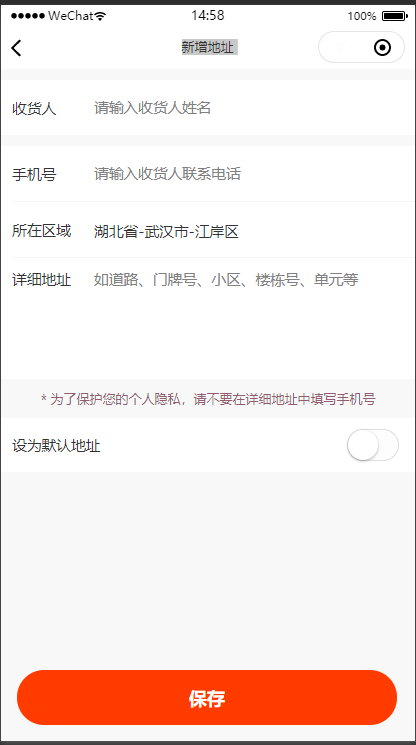 ●●●●● WeChat 14:58 100%
新增地址
收货人 请输入收货人姓名
手机号 请输入收货人联系电话
所在区域 湖北省-武汉市-江岸区
详细地址 如道路、门牌号、小区、楼栋号、单元等
* 为了保护您的个人隐私，请不要在详细地址中填写手机号
设为默认地址
保存